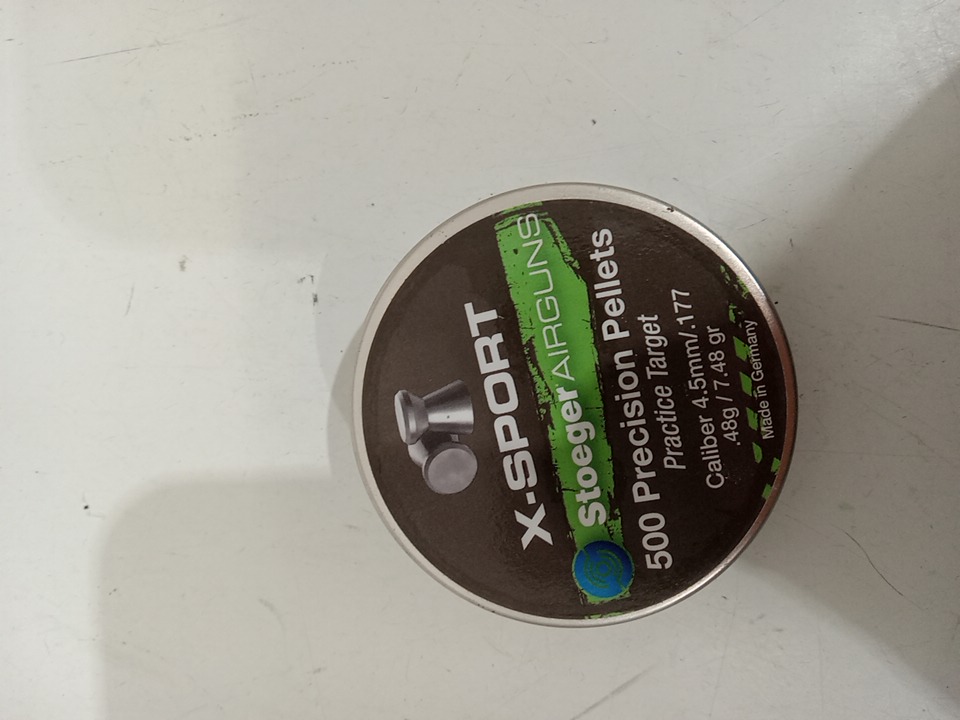 X-SPORT
Stoeger AIRGUNS
500 Precision Pellets
Practice Target
Caliber 4.5mm/.177
.48g / 7.48 gr
Made in Germany